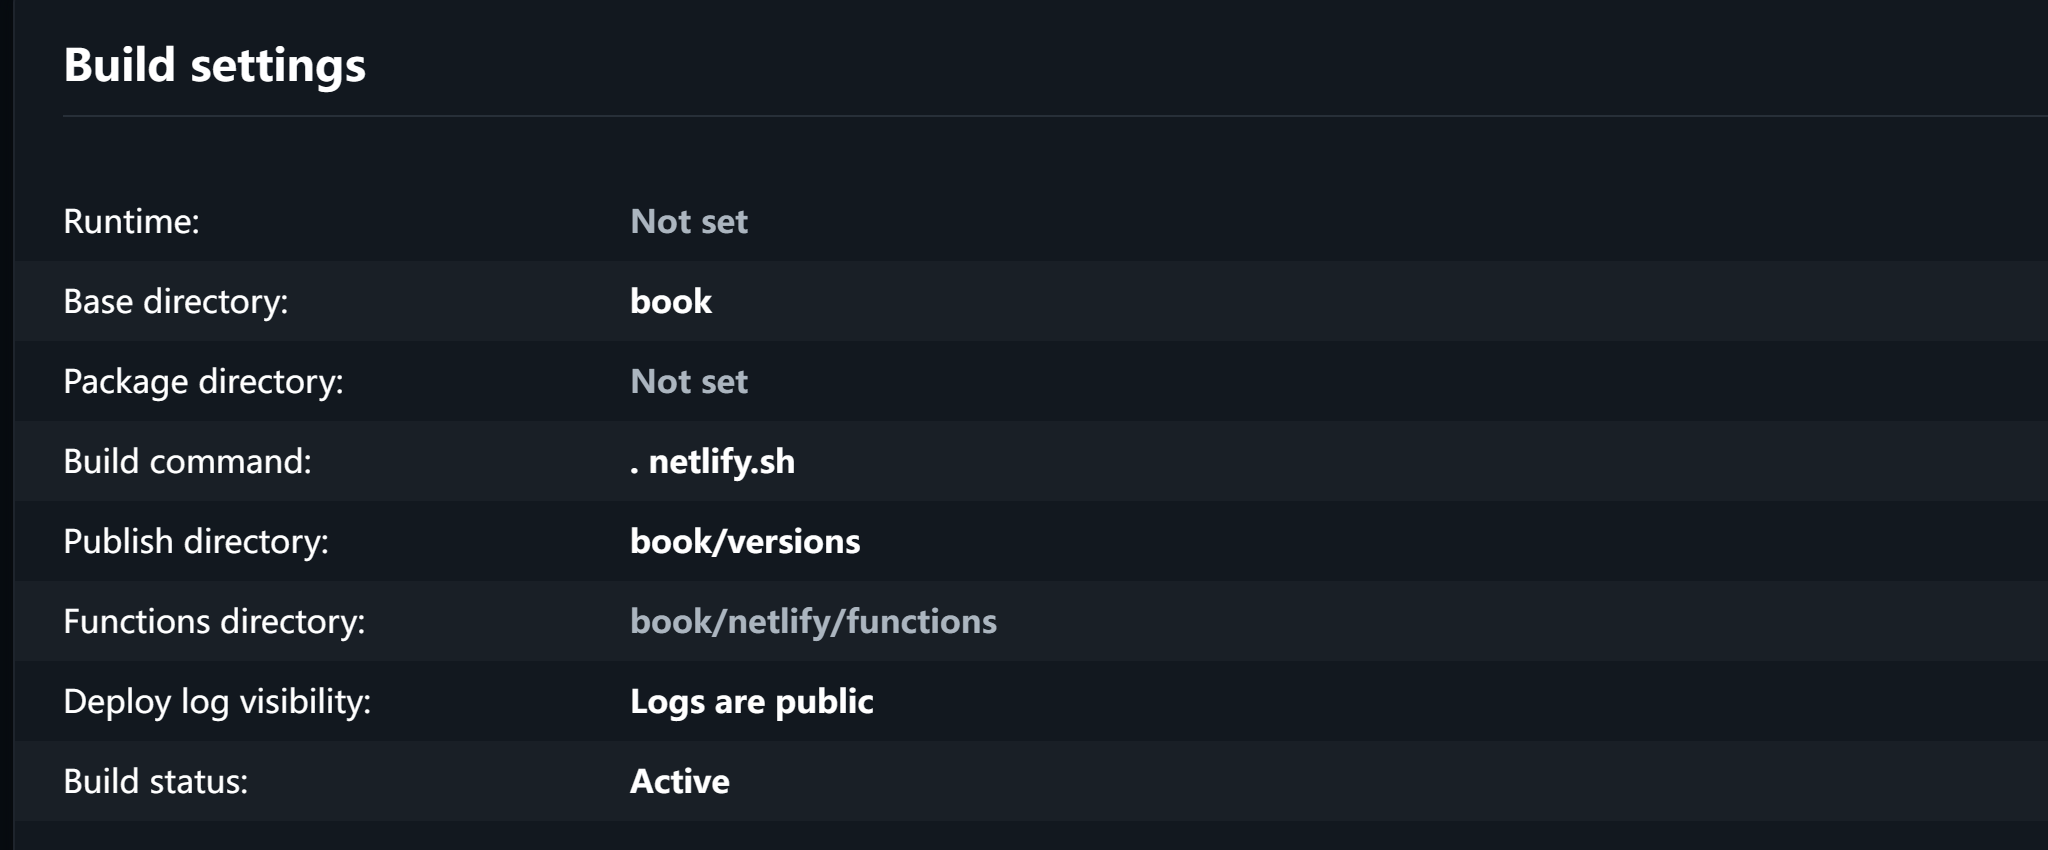 Build settings
Runtime: Not set
Base directory: book
Package directory: Not set
Build command: . netlify.sh
Publish directory: book/versions
Functions directory: book/netlify/functions
Deploy log visibility: Logs are public
Build status: Active